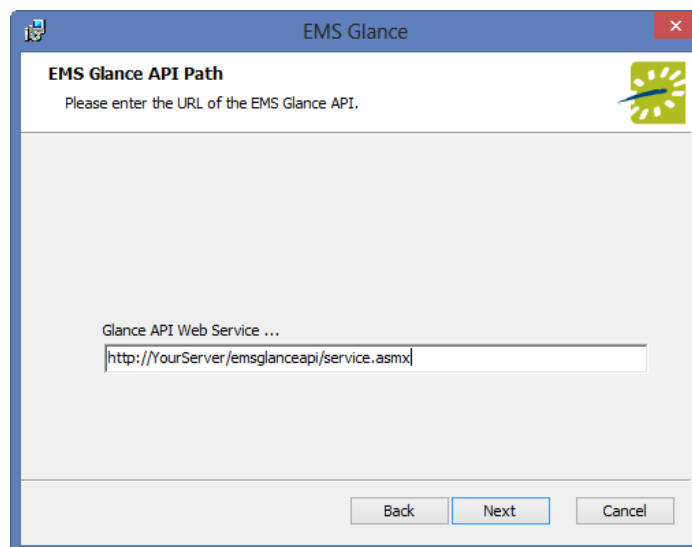 EMS Glance
EMS Glance API Path
Please enter the URL of the EMS Glance API.
Glance API Web Service ...
http://YourServer/emsglanceapi/service.asmx
Back Next Cancel